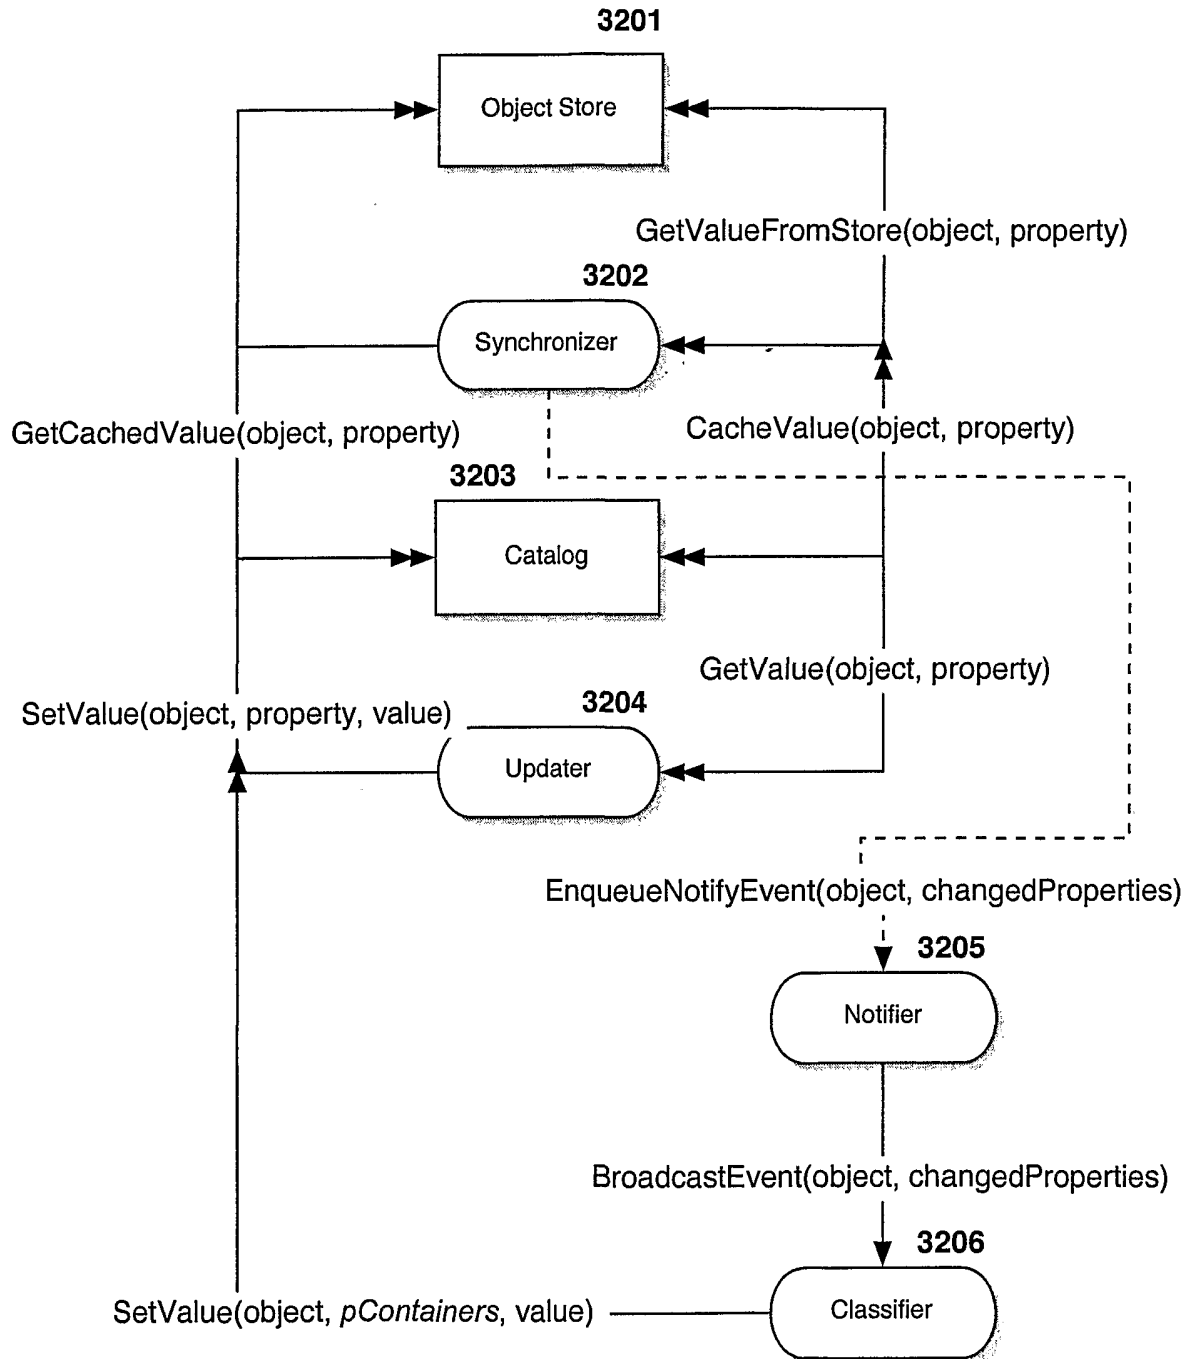 3201
Object Store
GetValueFromStore(object, property)
3202
Synchronizer
GetCachedValue(object, property)
CacheValue(object, property)
3203
Catalog
GetValue(object, property)
3204
SetValue(object, property, value)
Updater
EnqueueNotifyEvent(object, changedProperties)
3205
Notifier
BroadcastEvent(object, changedProperties)
3206
SetValue(object, pContainers, value)
Classifier